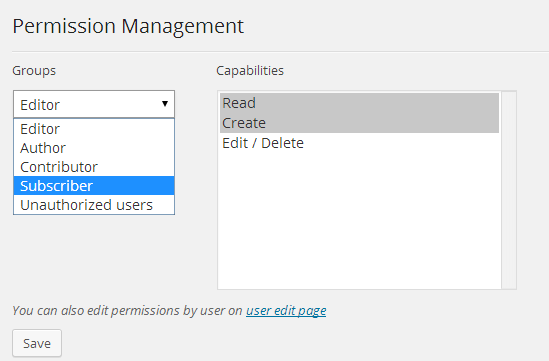 Permission Management
Groups
Capabilities
Editor
Editor
Author
Contributor
Subscriber
Unauthorized users
Read
Create
Edit / Delete
You can also edit permissions by user on user edit page
Save